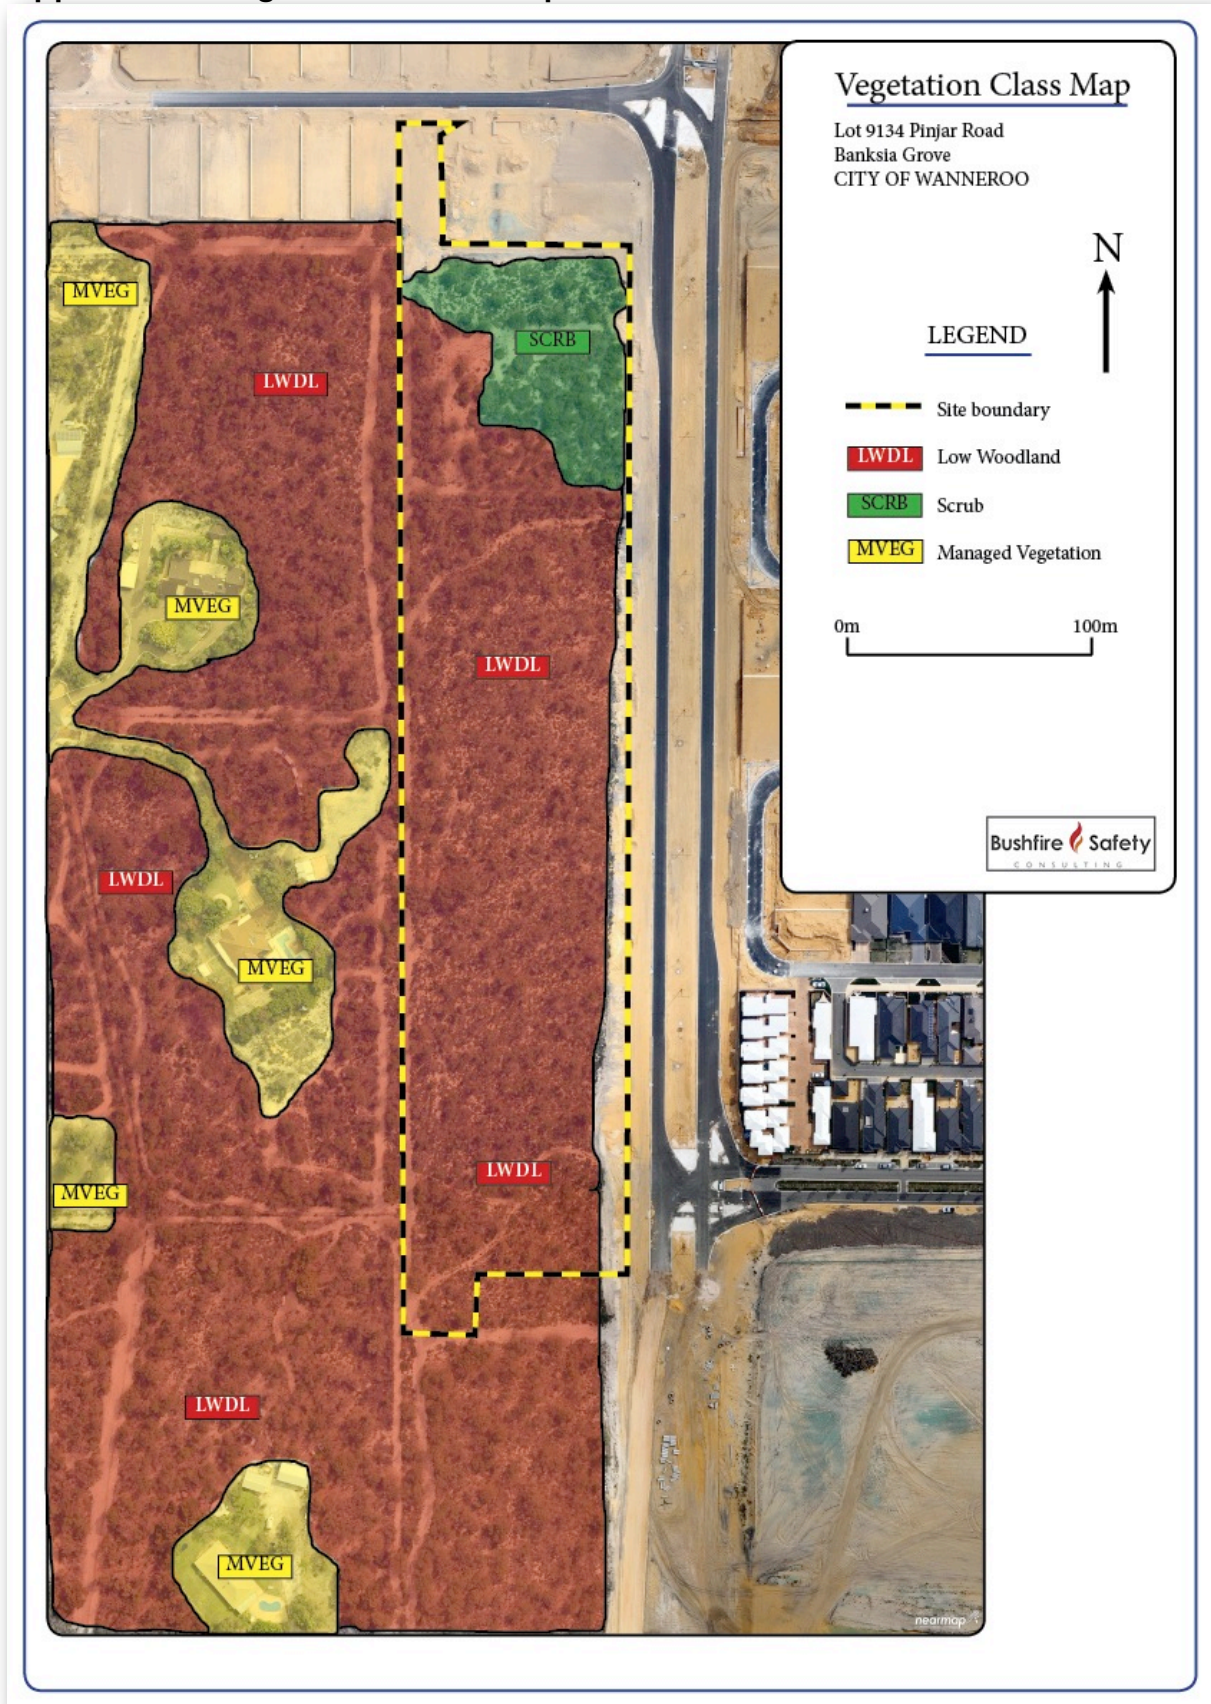 Vegetation Class Map
Lot 9134 Pinjar Road
Banksia Grove
CITY OF WANNEROO
N
LEGEND
Site boundary
LWDL Low Woodland
SCRB Scrub
MVEG Managed Vegetation
0m 100m
Bushfire Safety
CONSULTING
MVEG
SCRB
LWDL
MVEG
LWDL
LWDL
MVEG
LWDL
MVEG
LWDL
MVEG
nearmap